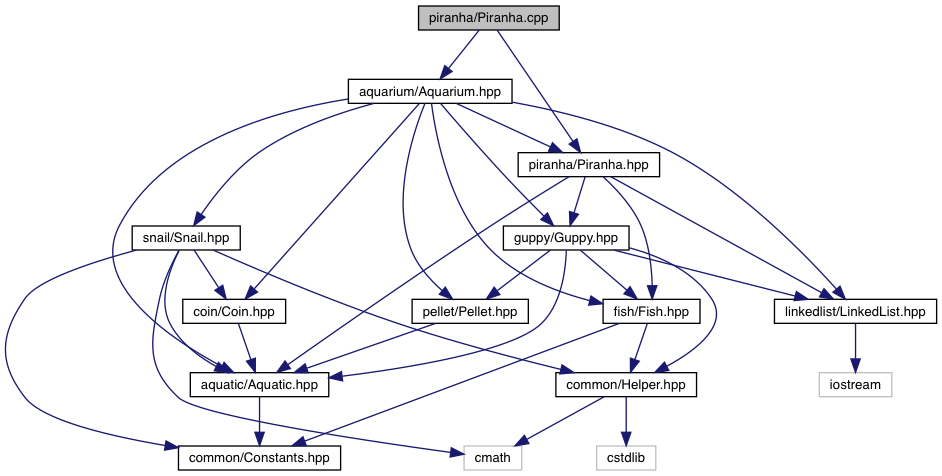 piranha/Piranha.cpp
aquarium/Aquarium.hpp
piranha/Piranha.hpp
snail/Snail.hpp
guppy/Guppy.hpp
coin/Coin.hpp
pellet/Pellet.hpp
fish/Fish.hpp
linkedlist/LinkedList.hpp
aquatic/Aquatic.hpp
common/Helper.hpp
iostream
common/Constants.hpp
cmath
cstdlib